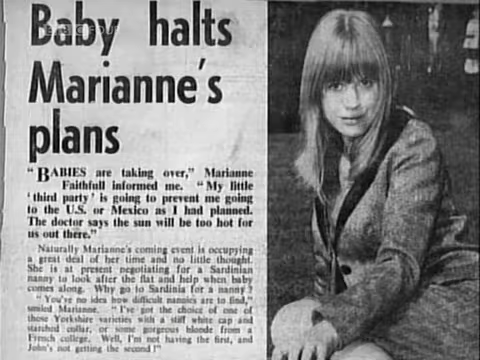 BBC FOUR
Baby halts
Marianne's
plans
"BABIES are taking over," Marianne
Faithfull informed me. "My little
'third party' is going to prevent me going
to the U.S. or Mexico as I had planned.
The doctor says the sun will be too hot for
us out there."
Naturally Marianne's coming event is occupying
a great deal of her time and no little thought.
She is at present negotiating for a Sardinian
nanny to look after the flat and help when baby
comes along. Why go to Sardinia for a nanny?
"You've no idea how difficult nannies are to find,"
smiled Marianne. "I've got the choice of one of
those Yorkshire varieties with a stiff white cap and
starched collar, or some gorgeous blonde from a
French college. Well, I'm not having the first, and
John's not getting the second!"